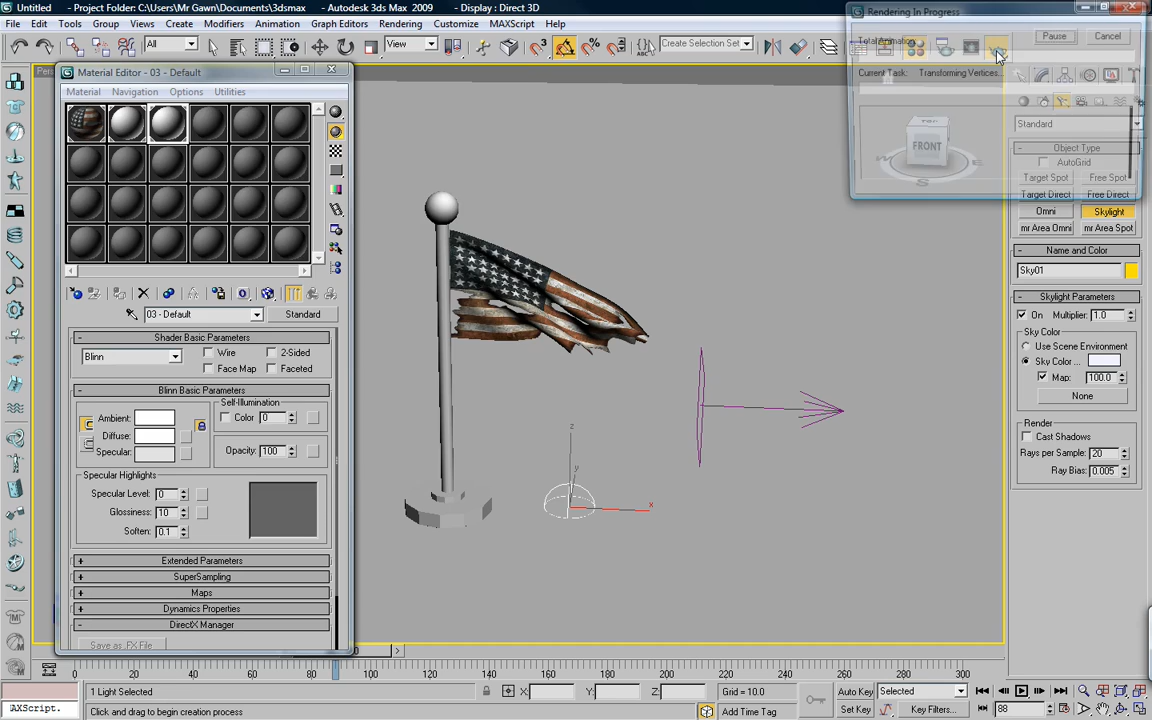 Untitled - Project Folder: C:\Users\Mr Gawn\Documents\3dsmax - Autodesk 3ds Max 2009 - Display : Direct 3D
File Edit Tools Group Views Create Modifiers Animation Graph Editors Rendering Customize MAXScript Help
All View Create Selection Set
Rendering In Progress
Total Animation:
Pause Cancel
Current Task: Transforming Vertices...
FRONT
W S E
Material Editor - 03 - Default
Material Navigation Options Utilities
03 - Default Standard
Shader Basic Parameters
Blinn Wire 2-Sided
Face Map Faceted
Blinn Basic Parameters
Self-Illumination
Ambient: Color 0
Diffuse:
Specular: Opacity: 100
Specular Highlights
Specular Level: 0
Glossiness: 10
Soften: 0.1
Extended Parameters
SuperSampling
Maps
Dynamics Properties
DirectX Manager
Save as .FX File
z
y
x
Standard
Object Type
AutoGrid
Target Spot Free Spot
Target Direct Free Direct
Omni Skylight
mr Area Omni mr Area Spot
Name and Color
Sky01
Skylight Parameters
On Multiplier: 1.0
Sky Color
Use Scene Environment
Sky Color...
Map: 100.0
None
Render
Cast Shadows
Rays per Sample: 20
Ray Bias: 0.005
0 20 40 60 100 120 140 160 180 200 220 240 260 280 300
1 Light Selected X: Y: Z: Grid = 10.0 Auto Key Selected
AXScript. Click and drag to begin creation process Add Time Tag Set Key Key Filters... 88